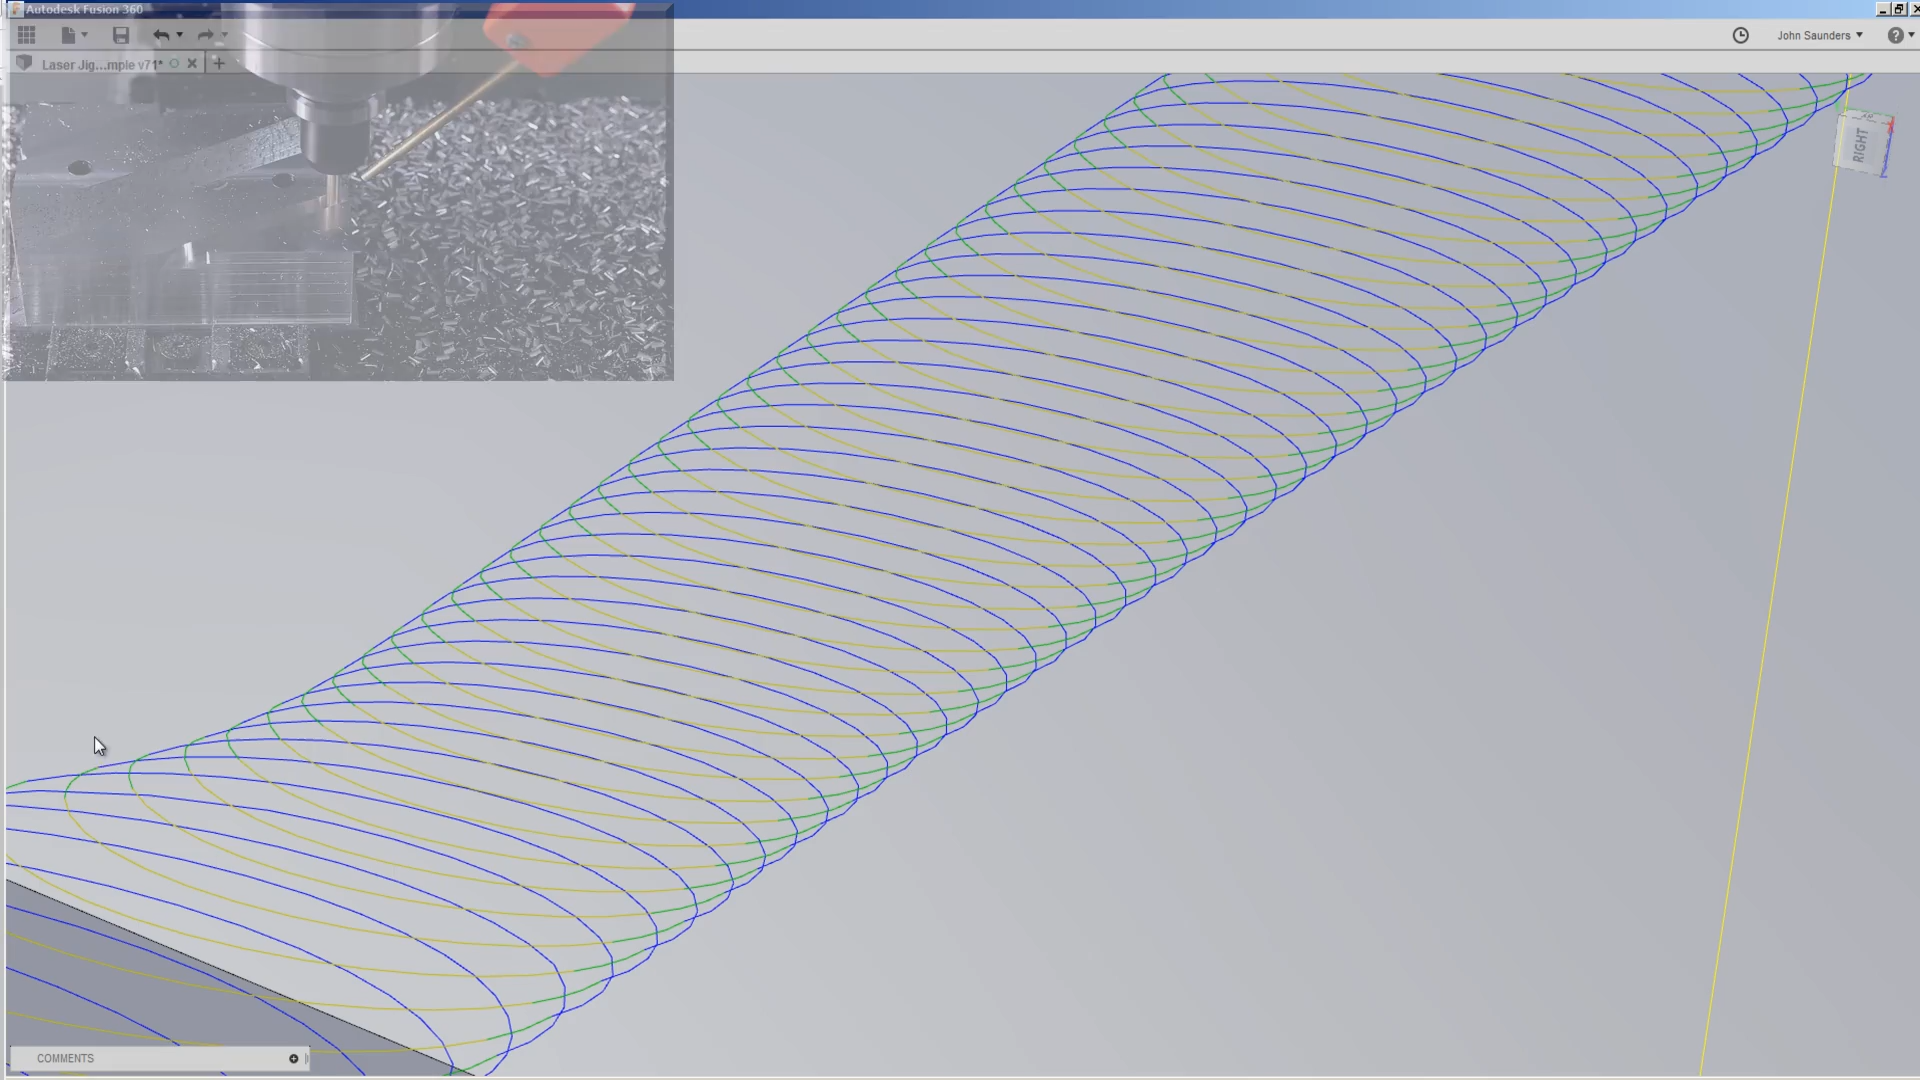 Autodesk Fusion 360
John Saunders
Laser Jig...mple v71*
RIGHT
COMMENTS